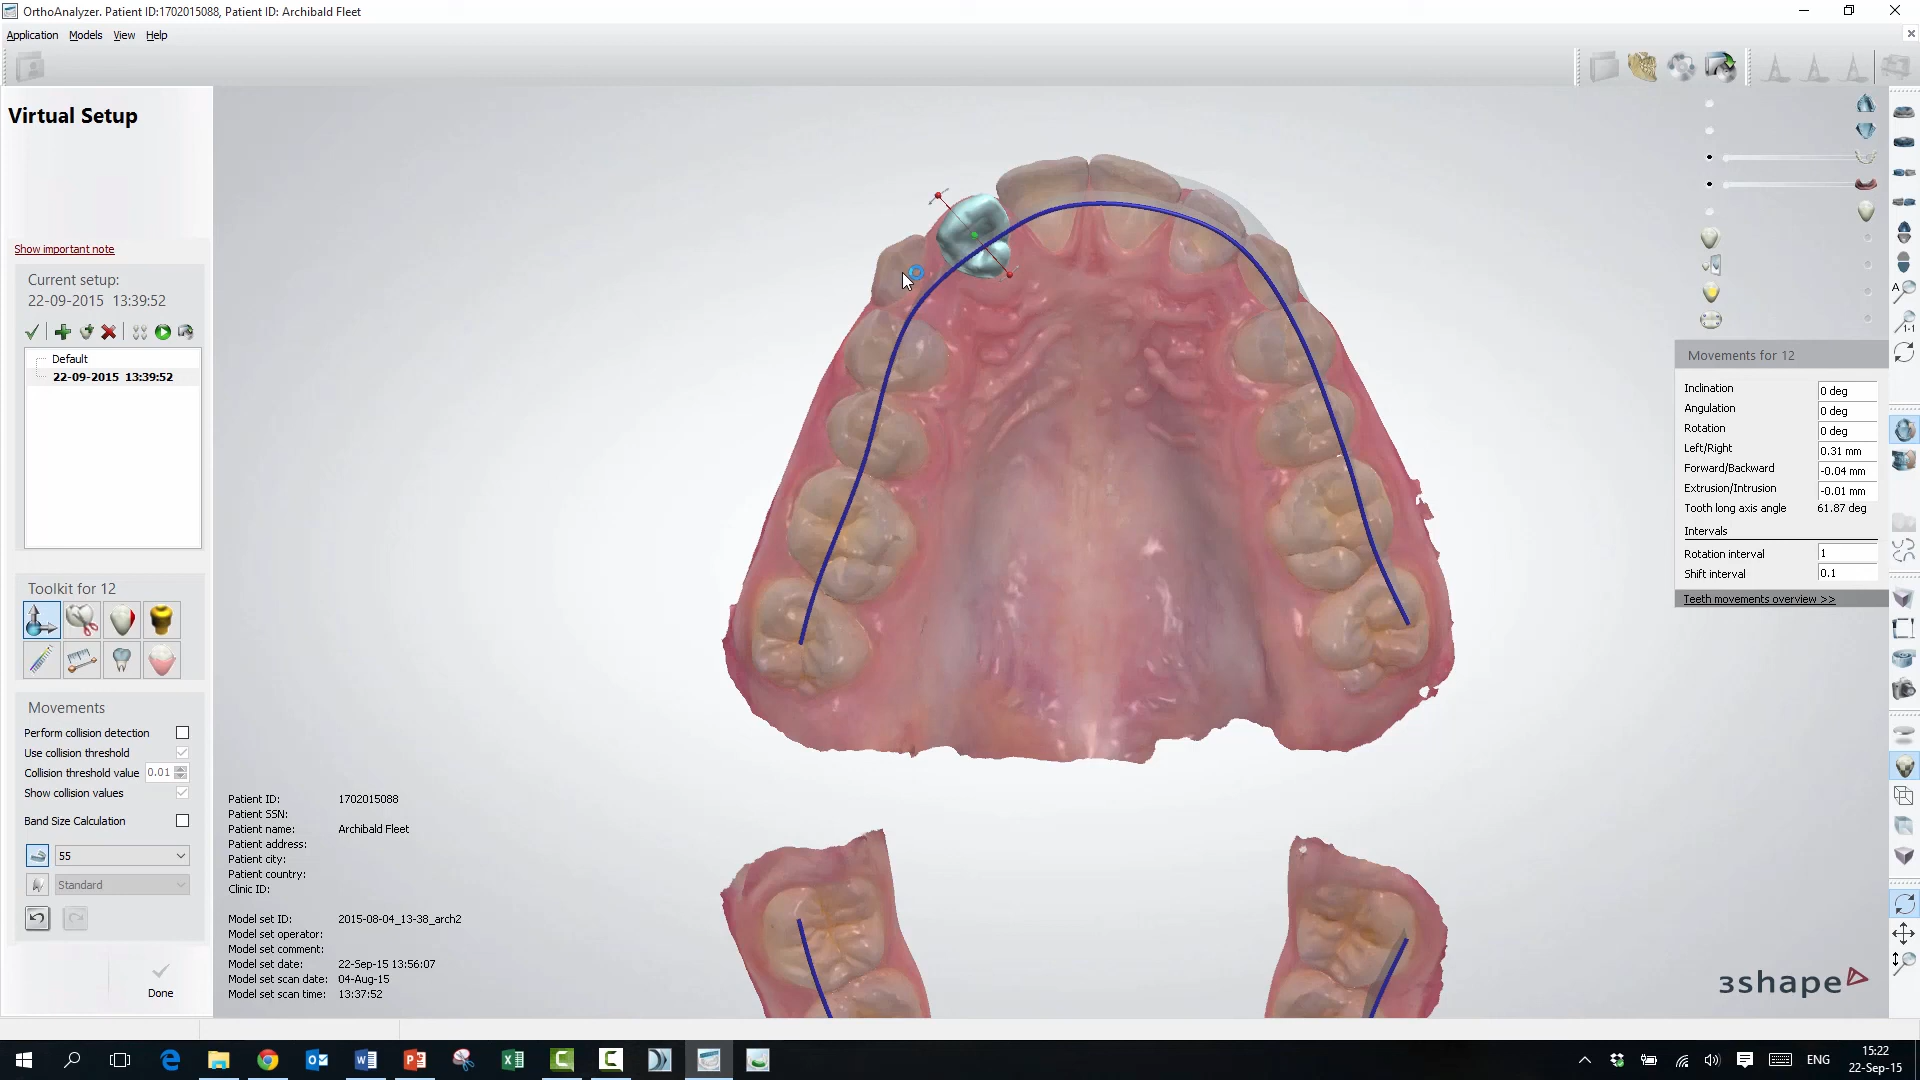 OrthoAnalyzer. Patient ID:1702015088, Patient ID: Archibald Fleet
Application Models View Help
Virtual Setup
Show important note
Current setup:
22-09-2015 13:39:52
Default
22-09-2015 13:39:52
Toolkit for 12
Movements
Perform collision detection
Use collision threshold
Collision threshold value 0.01
Show collision values
Band Size Calculation
55
Standard
Done
Patient ID: 1702015088
Patient SSN:
Patient name: Archibald Fleet
Patient address:
Patient city:
Patient country:
Clinic ID:
Model set ID: 2015-08-04_13-38_arch2
Model set operator:
Model set comment:
Model set date: 22-Sep-15 13:56:07
Model set scan date: 04-Aug-15
Model set scan time: 13:37:52
A
1-1
Movements for 12
Inclination 0 deg
Angulation 0 deg
Rotation 0 deg
Left/Right 0.31 mm
Forward/Backward -0.04 mm
Extrusion/Intrusion -0.01 mm
Tooth long axis angle 61.87 deg
Intervals
Rotation interval 1
Shift interval 0.1
Teeth movements overview >>
3shape
ENG
15:22
22-Sep-15